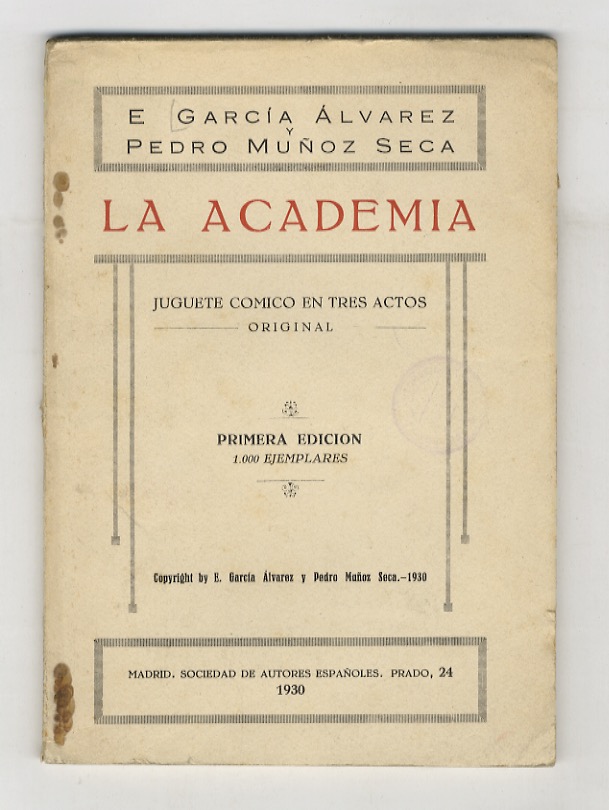 E GARCÍA ÁLVAREZ
Y
PEDRO MUÑOZ SECA
LA ACADEMIA
JUGUETE COMICO EN TRES ACTOS
ORIGINAL
PRIMERA EDICION
1.000 EJEMPLARES
Copyright by E. García Álvarez y Pedro Muñoz Seca.-1930
MADRID. SOCIEDAD DE AUTORES ESPAÑOLES. PRADO, 24
1930